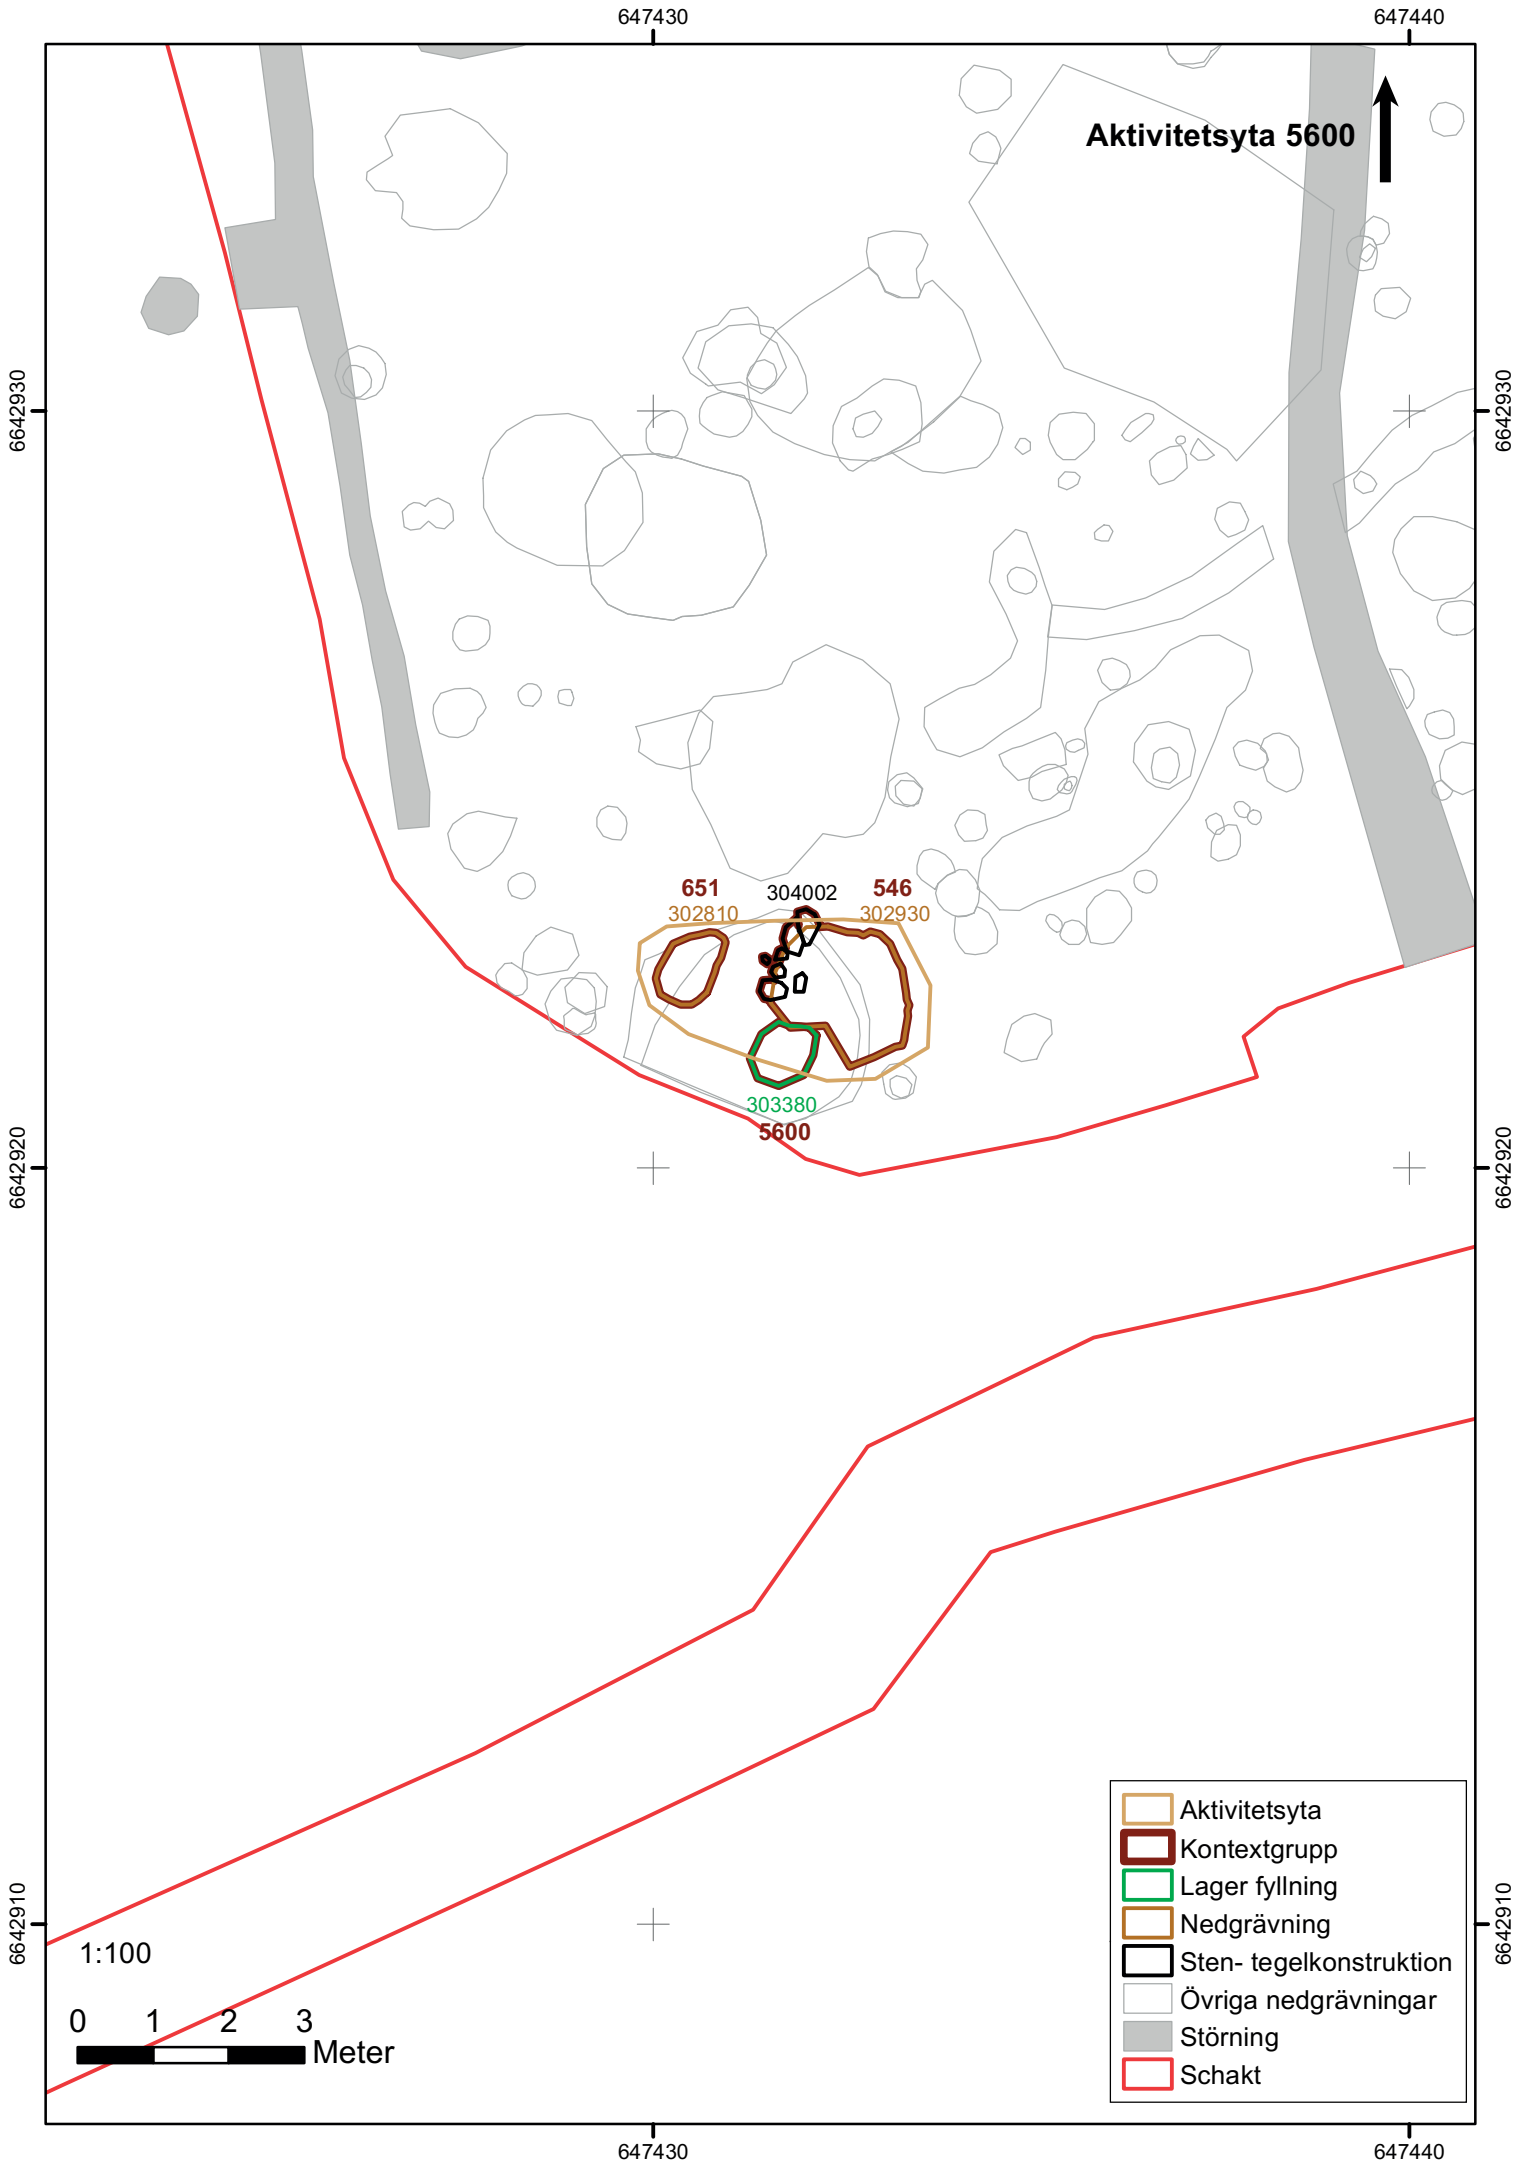 647430
647440
Aktivitetsyta 5600
6642930
6642930
651
304002
546
302810
302930
303380
5600
6642920
6642920
6642910
6642910
1:100
0 1 2 3
Meter
Aktivitetsyta
Kontextgrupp
Lager fyllning
Nedgrävning
Sten- tegelkonstruktion
Övriga nedgrävningar
Störning
Schakt
647430
647440